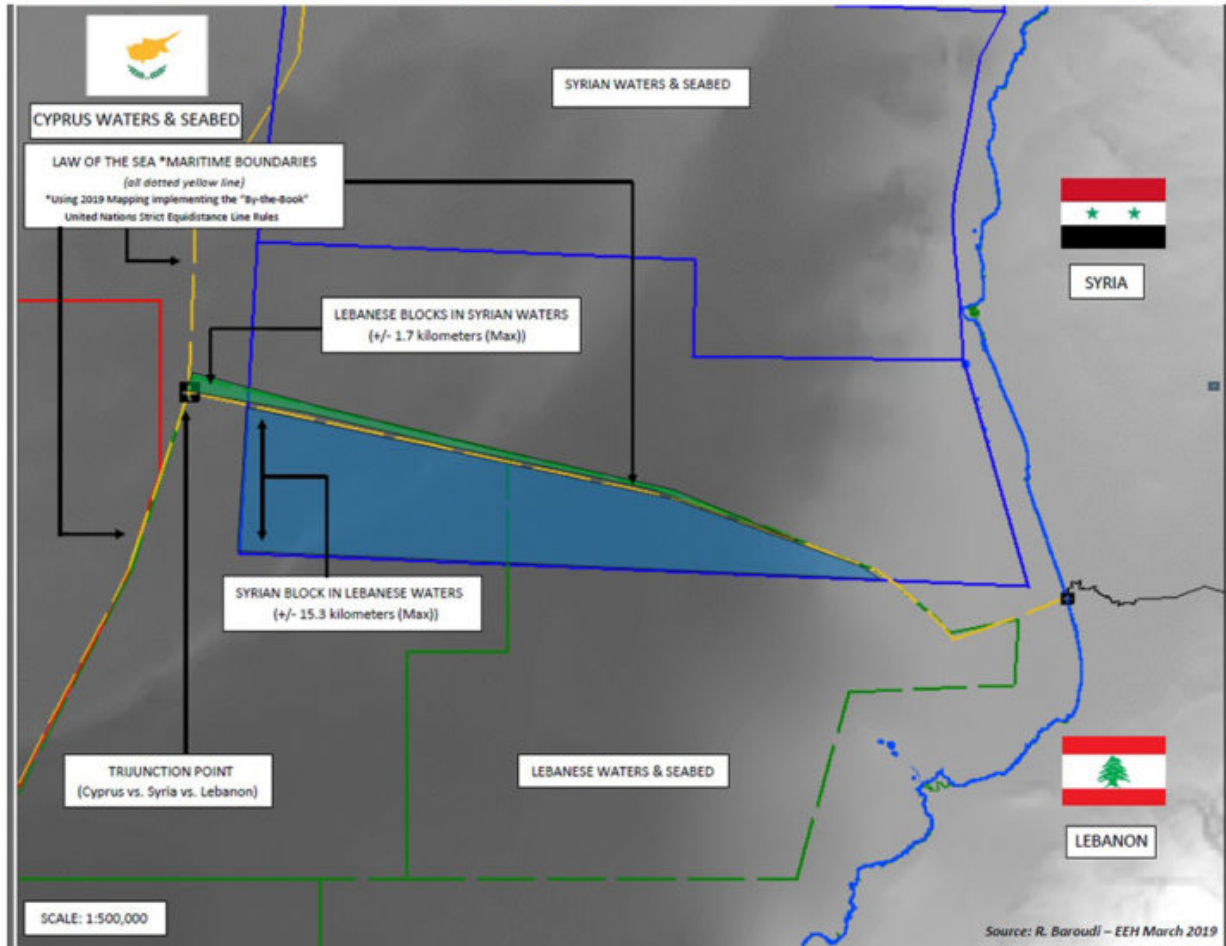 SYRIAN WATERS & SEABED
CYPRUS WATERS & SEABED
LAW OF THE SEA *MARITIME BOUNDARIES
(all dotted yellow line)
*Using 2019 Mapping implementing the "By-the-Book"
United Nations Strict Equidistance Line Rules
SYRIA
LEBANESE BLOCKS IN SYRIAN WATERS
(+/- 1.7 kilometers (Max))
SYRIAN BLOCK IN LEBANESE WATERS
(+/- 15.3 kilometers (Max))
TRIJUNCTION POINT
(Cyprus vs. Syria vs. Lebanon)
LEBANESE WATERS & SEABED
LEBANON
SCALE: 1:500,000
Source: R. Baroudi – EEH March 2019